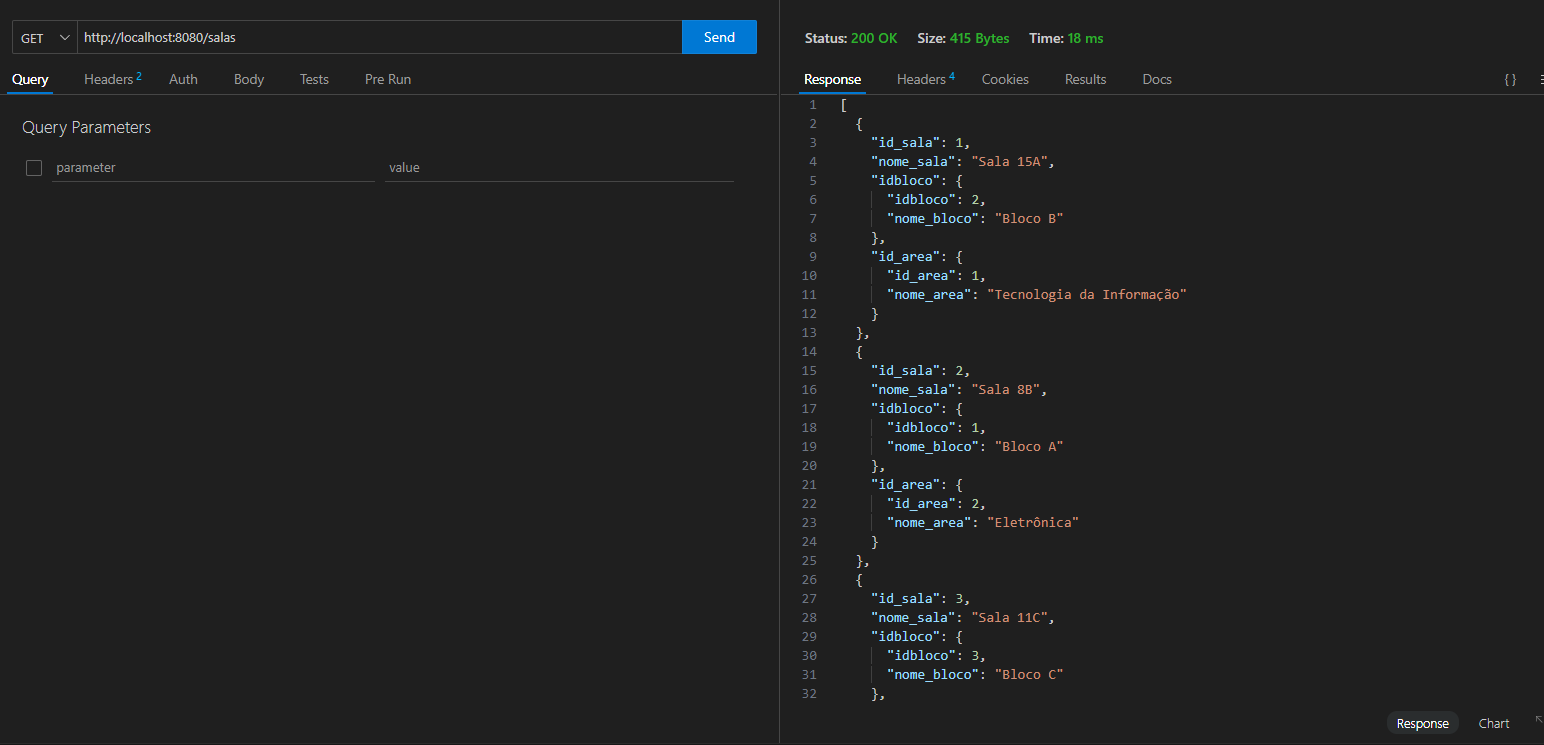 GET http://localhost:8080/salas Send
Query Headers 2 Auth Body Tests Pre Run
Query Parameters
parameter value
Status: 200 OK Size: 415 Bytes Time: 18 ms
Response Headers 4 Cookies Results Docs { }
1 [
2 {
3 "id_sala": 1,
4 "nome_sala": "Sala 15A",
5 "idbloco": {
6 "idbloco": 2,
7 "nome_bloco": "Bloco B"
8 },
9 "id_area": {
10 "id_area": 1,
11 "nome_area": "Tecnologia da Informação"
12 }
13 },
14 {
15 "id_sala": 2,
16 "nome_sala": "Sala 8B",
17 "idbloco": {
18 "idbloco": 1,
19 "nome_bloco": "Bloco A"
20 },
21 "id_area": {
22 "id_area": 2,
23 "nome_area": "Eletrônica"
24 }
25 },
26 {
27 "id_sala": 3,
28 "nome_sala": "Sala 11C",
29 "idbloco": {
30 "idbloco": 3,
31 "nome_bloco": "Bloco C"
32 },
Response Chart